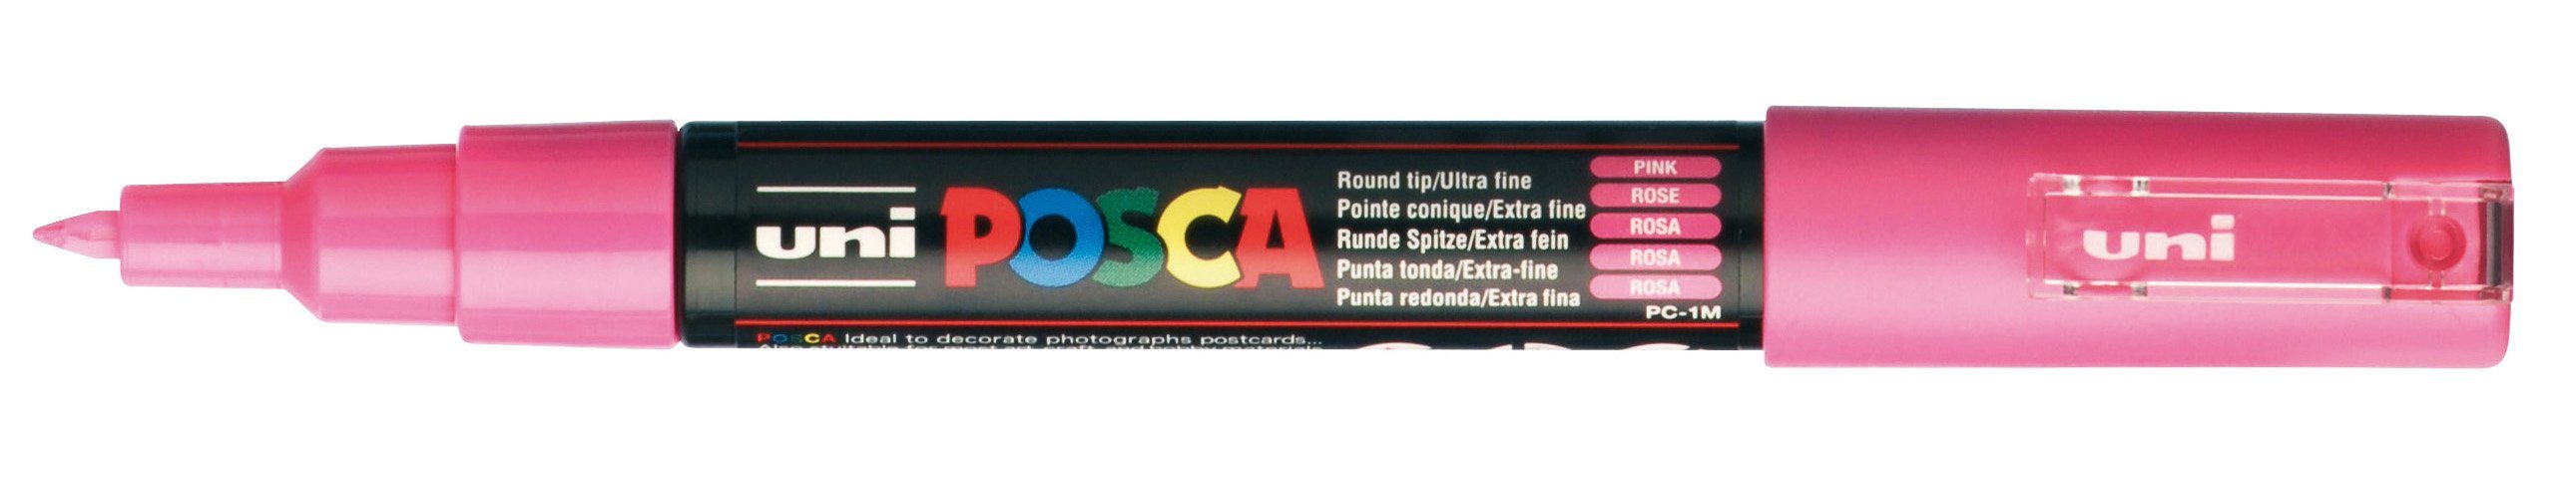 uni POSCA
Round tip/Ultra fine PINK
Pointe conique/Extra fine ROSE
Runde Spitze/Extra fein ROSA
Punta tonda/Extra-fine ROSA
Punta redonda/Extra fina ROSA
PC-1M
POSCA Ideal to decorate photographs postcards...
uni